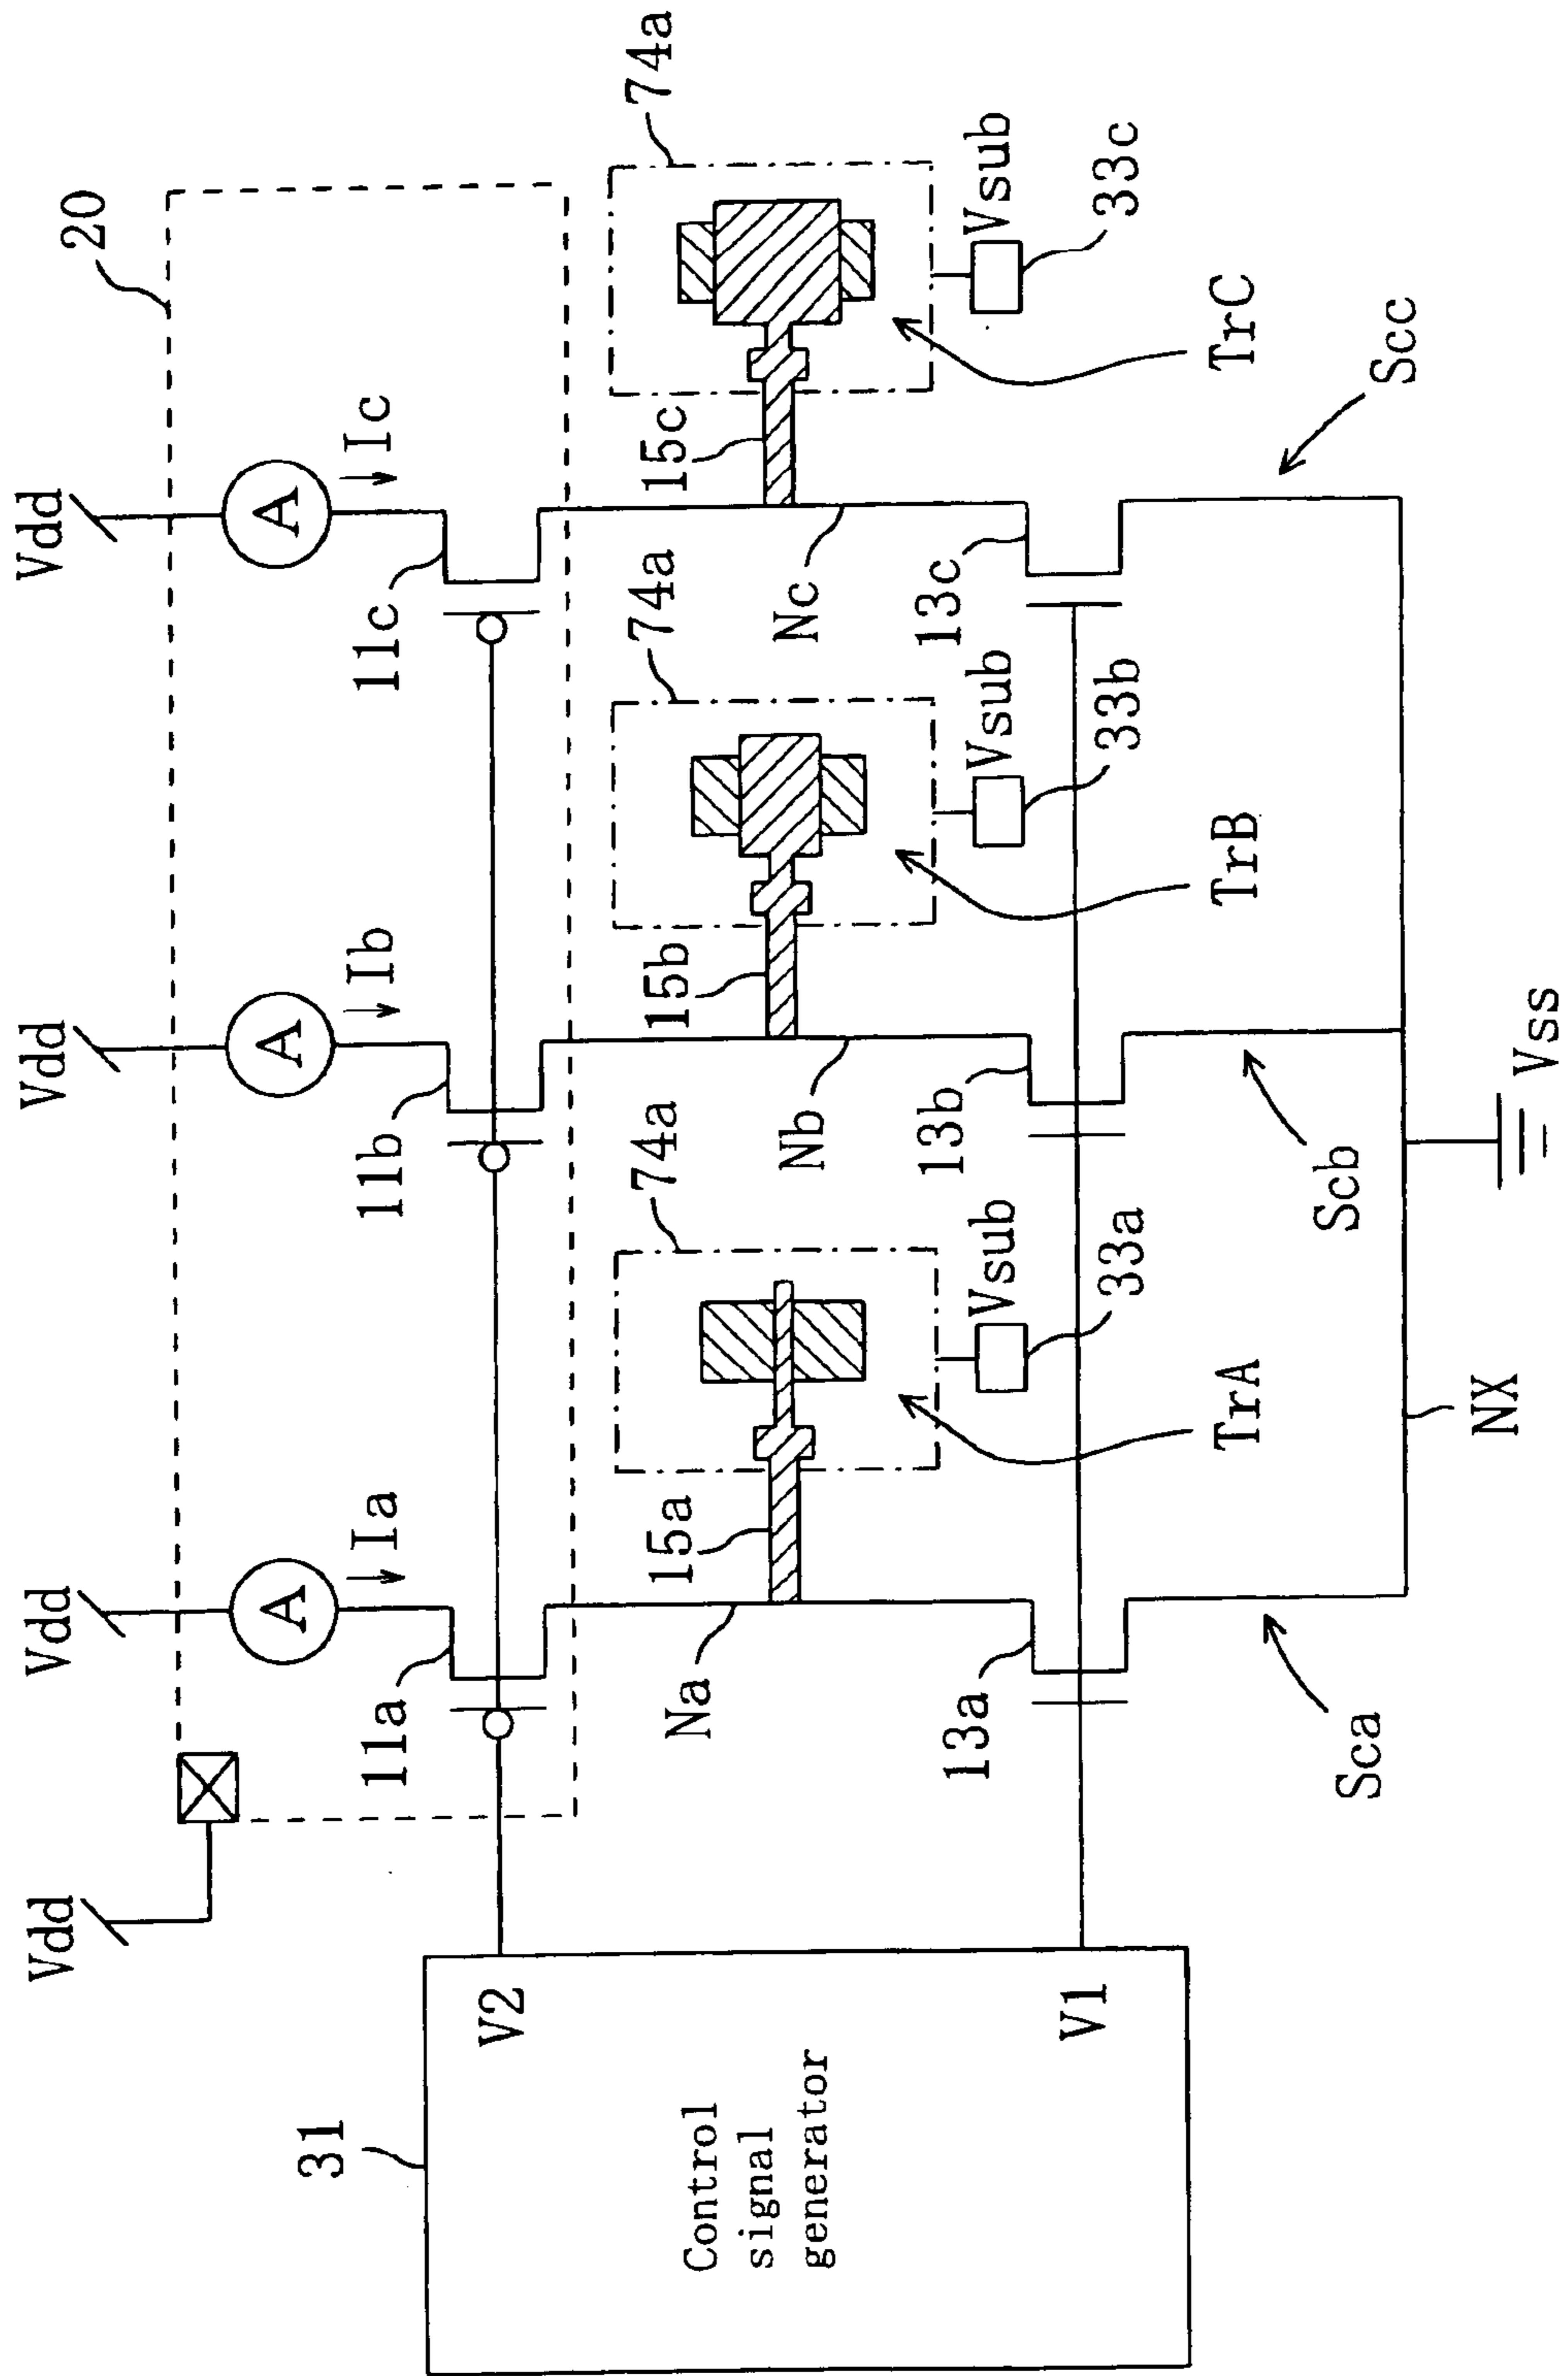 Vdd
Vdd
Vdd
Vdd
20
Ia
Ib
Ic
31
11a
11b
11c
V2
74a
74a
74a
Na
15a
15b
15c
Control
signal
generator
Nb
Nc
13a
13b
13c
Vsub
Vsub
Vsub
V1
33a
33b
33c
TrA
TrB
TrC
Sca
Scb
Scc
NX
Vss
A
A
A